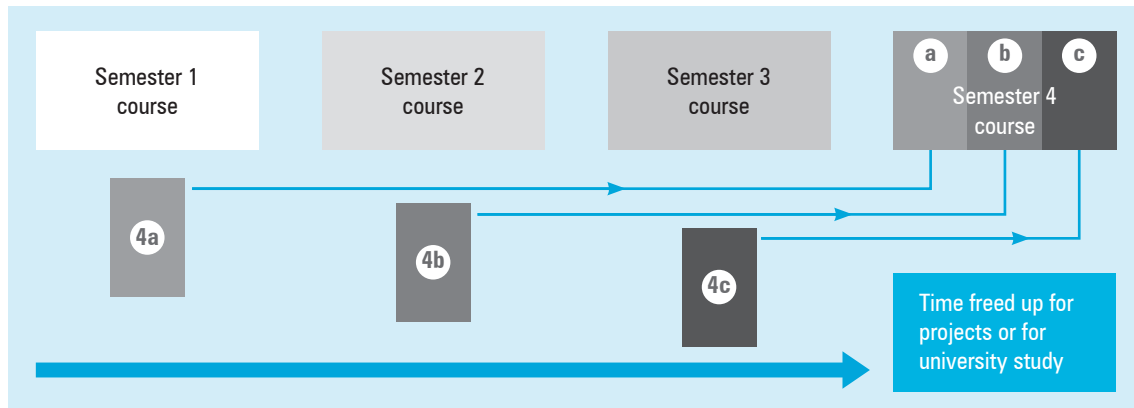 Semester 1
course
Semester 2
course
Semester 3
course
a
b
c
Semester 4
course
4a
4b
4c
Time freed up for
projects or for
university study